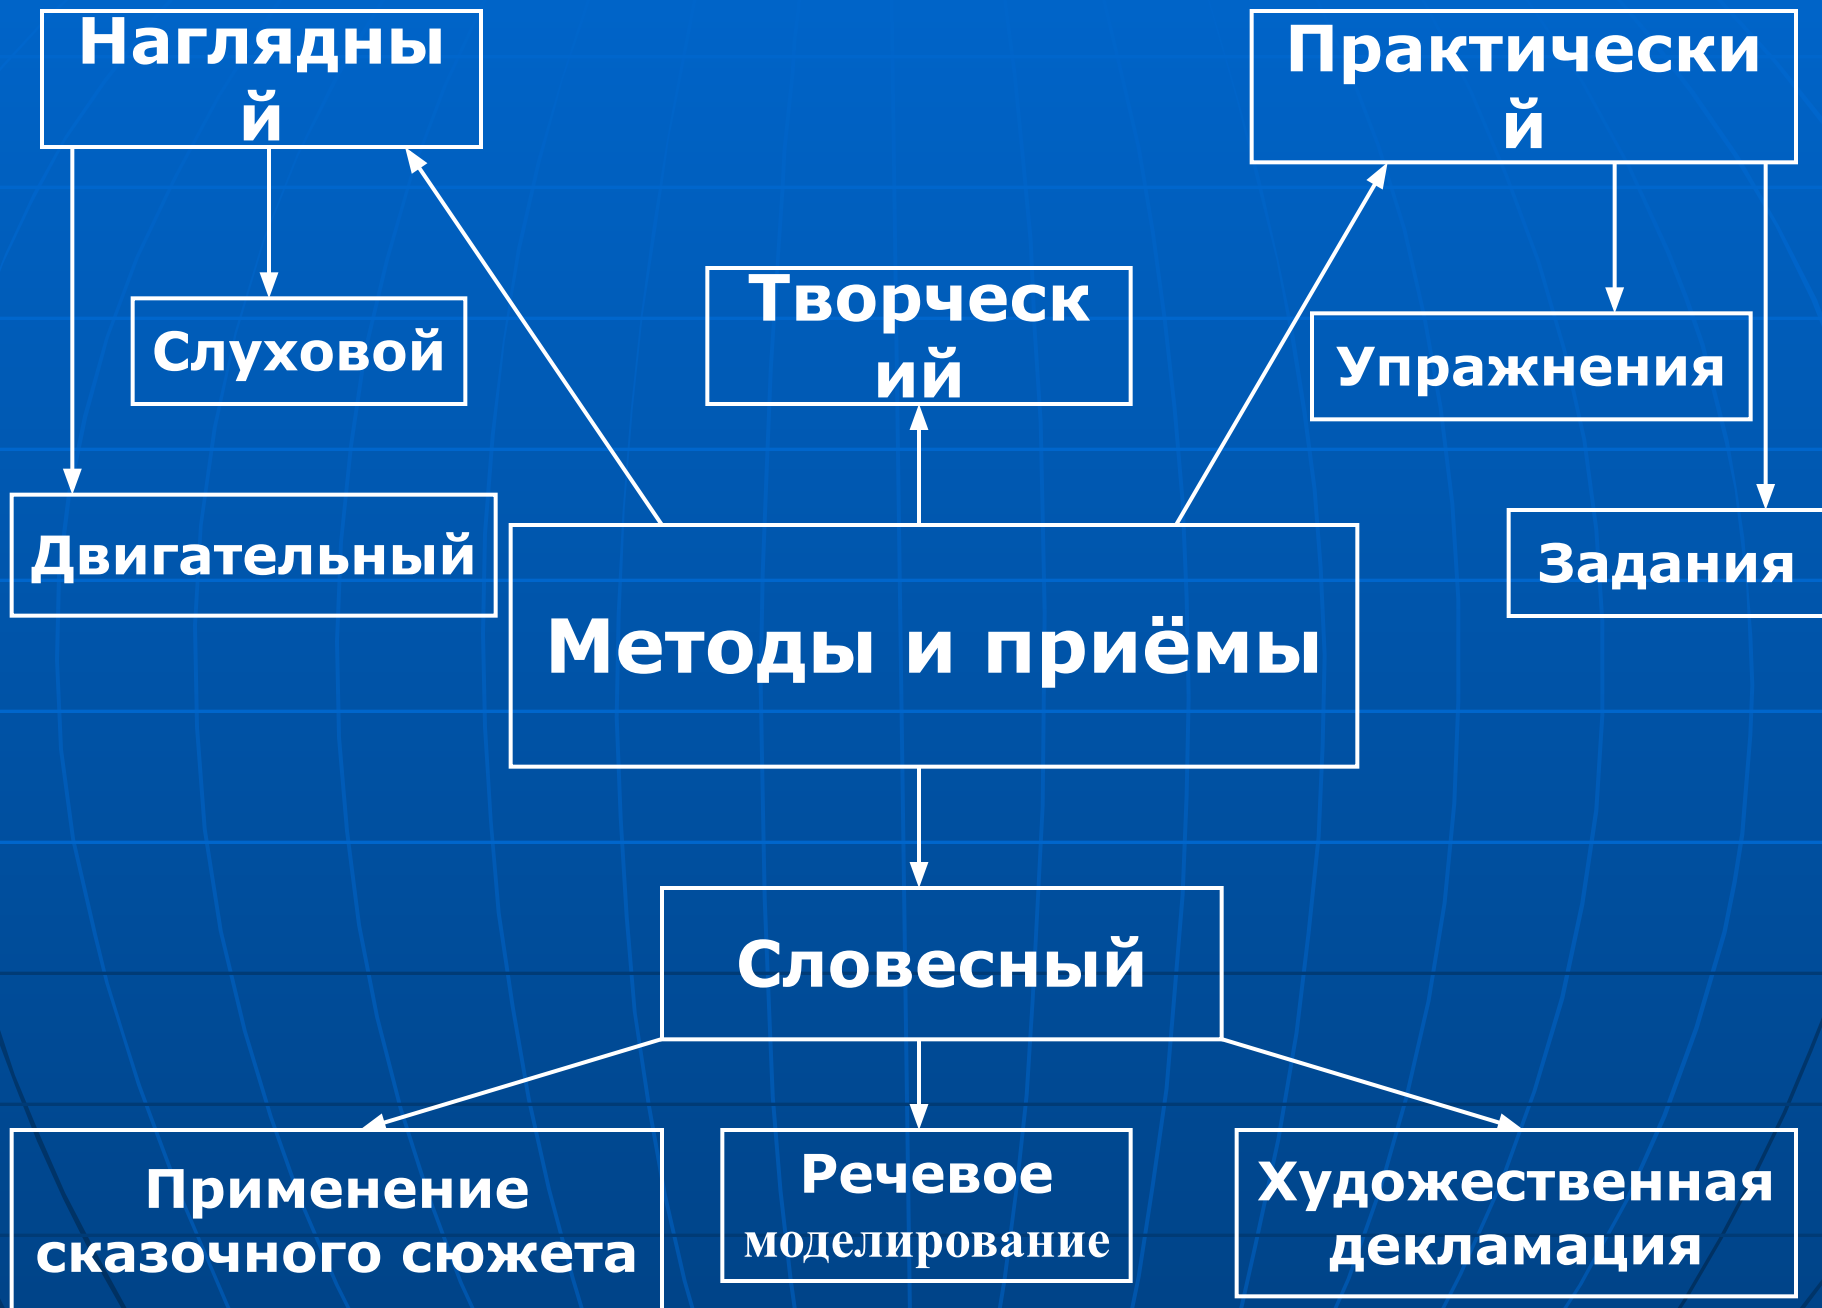 Наглядны
й
Практически
й
Творческ
ий
Слуховой
Упражнения
Двигательный
Задания
Методы и приёмы
Словесный
Применение
сказочного сюжета
Речевое
моделирование
Художественная
декламация